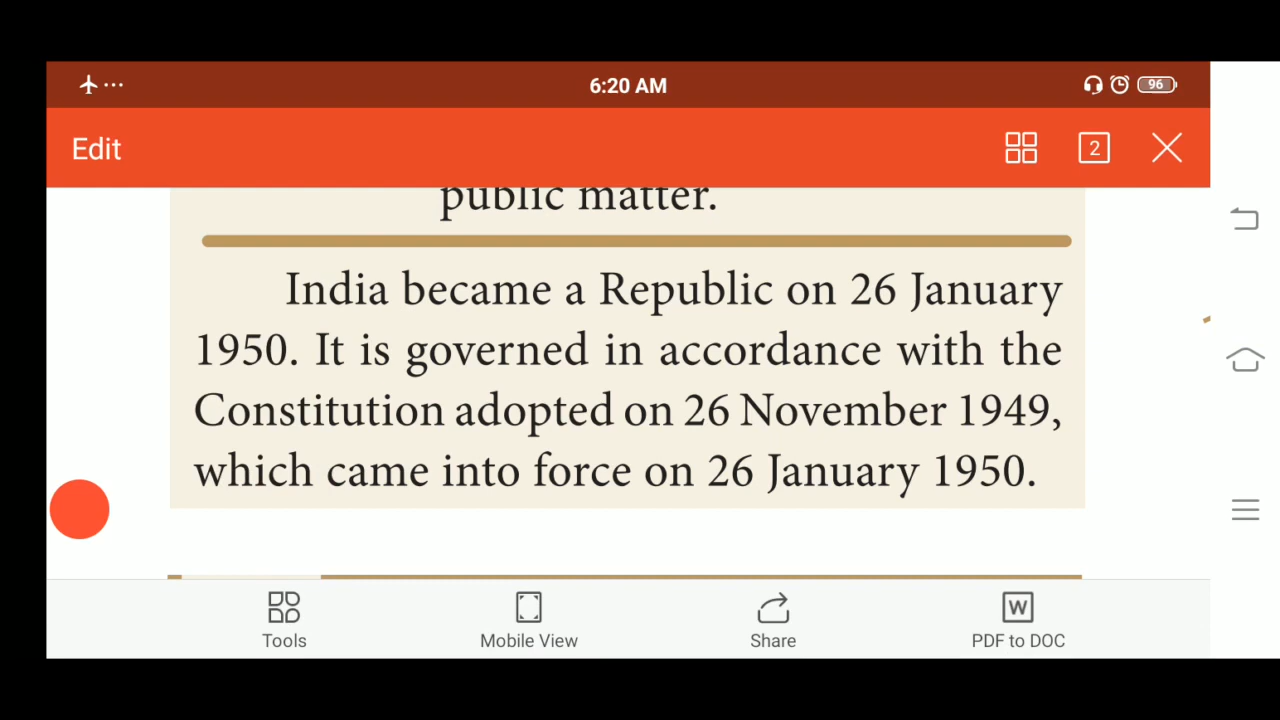 6:20 AM
96
Edit
2
public matter.
India became a Republic on 26 January
1950. It is governed in accordance with the
Constitution adopted on 26 November 1949,
which came into force on 26 January 1950.
Tools
Mobile View
Share
W
PDF to DOC